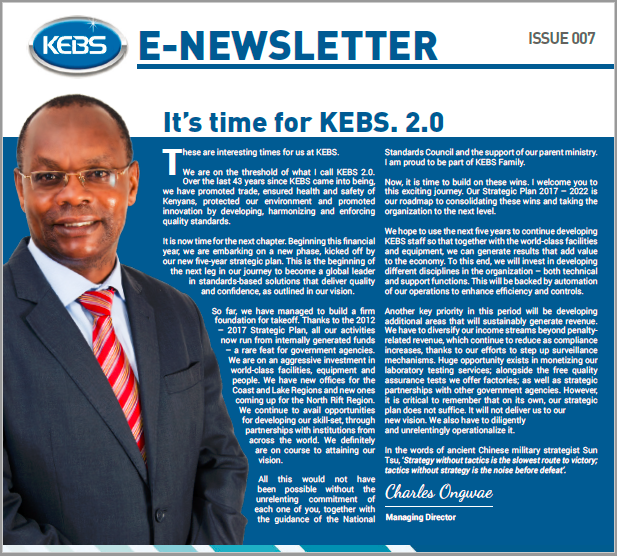 KEBS
E-NEWSLETTER
ISSUE 007
It's time for KEBS. 2.0
These are interesting times for us at KEBS.
We are on the threshold of what I call KEBS 2.0.
Over the last 43 years since KEBS came into being,
we have promoted trade, ensured health and safety of
Kenyans, protected our environment and promoted
innovation by developing, harmonizing and enforcing
quality standards.
It is now time for the next chapter. Beginning this financial
year, we are embarking on a new phase, kicked off by
our new five-year strategic plan. This is the beginning of
the next leg in our journey to become a global leader
in standards-based solutions that deliver quality
and confidence, as outlined in our vision.
So far, we have managed to build a firm
foundation for takeoff. Thanks to the 2012
– 2017 Strategic Plan, all our activities
now run from internally generated funds
– a rare feat for government agencies.
We are on an aggressive investment in
world-class facilities, equipment and
people. We have new offices for the
Coast and Lake Regions and new ones
coming up for the North Rift Region.
We continue to avail opportunities
for developing our skill-set, through
partnerships with institutions from
across the world. We definitely
are on course to attaining our
vision.
All this would not have
been possible without the
unrelenting commitment of
each one of you, together with
the guidance of the National
Standards Council and the support of our parent ministry.
I am proud to be part of KEBS Family.
Now, it is time to build on these wins. I welcome you to
this exciting journey. Our Strategic Plan 2017 – 2022 is
our roadmap to consolidating these wins and taking the
organization to the next level.
We hope to use the next five years to continue developing
KEBS staff so that together with the world-class facilities
and equipment, we can generate results that add value
to the economy. To this end, we will invest in developing
different disciplines in the organization – both technical
and support functions. This will be backed by automation
of our operations to enhance efficiency and controls.
Another key priority in this period will be developing
additional areas that will sustainably generate revenue.
We have to diversify our income streams beyond penalty-
related revenue, which continue to reduce as compliance
increases, thanks to our efforts to step up surveillance
mechanisms. Huge opportunity exists in monetizing our
laboratory testing services; alongside the free quality
assurance tests we offer factories; as well as strategic
partnerships with other government agencies. However,
it is critical to remember that on its own, our strategic
plan does not suffice. It will not deliver us to our
new vision. We also have to diligently
and unrelentingly operationalize it.
In the words of ancient Chinese military strategist Sun
Tsu, 'Strategy without tactics is the slowest route to victory;
tactics without strategy is the noise before defeat'.
Charles Ongwae
Managing Director